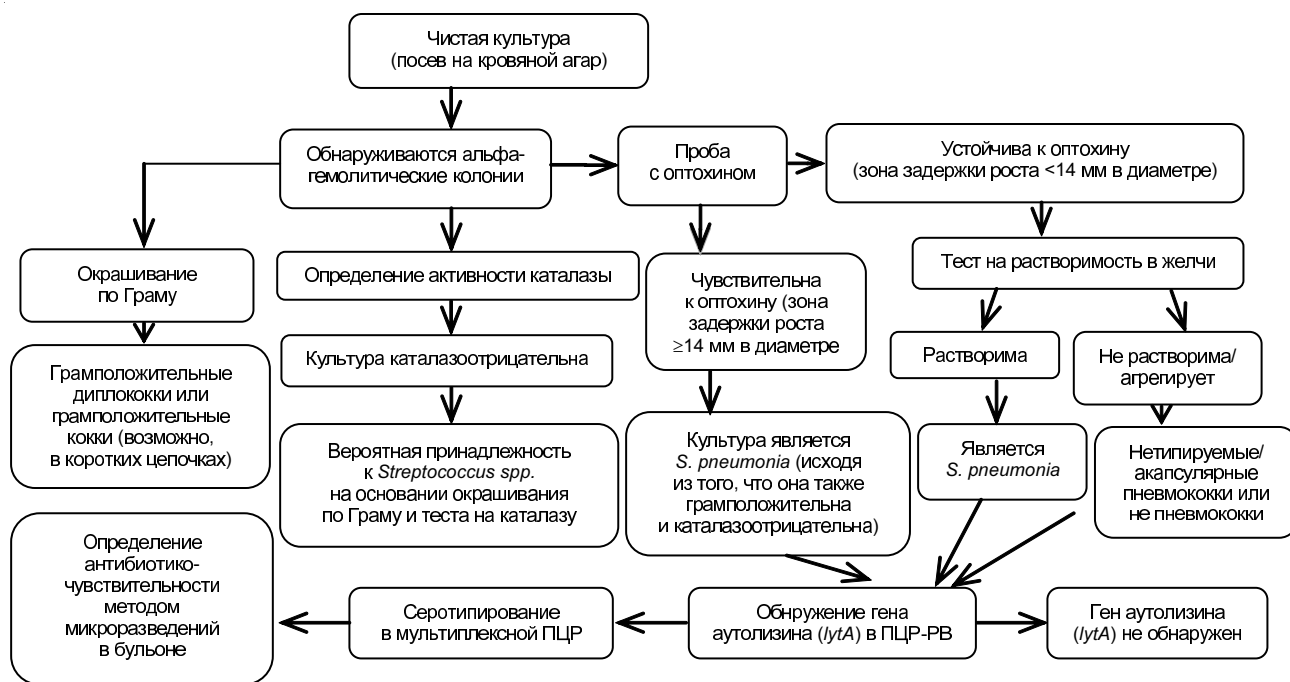 Чистая культура
(посев на кровяной агар)
Обнаруживаются альфа-
гемолитические колонии
Проба
с оптохином
Устойчива к оптохину
(зона задержки роста <14 мм в диаметре)
Окрашивание
по Граму
Определение активности каталазы
Чувствительна
к оптохину (зона
задержки роста
≥14 мм в диаметре
Тест на растворимость в желчи
Грамположительные
диплококки или
грамположительные
кокки (возможно,
в коротких цепочках)
Культура каталазоотрицательна
Растворима
Не растворима/
агрегирует
Вероятная принадлежность
к Streptococcus spp.
на основании окрашивания
по Граму и теста на каталазу
Культура является
S. pneumonia (исходя
из того, что она также
грамположительна
и каталазоотрицательна)
Является
S. pneumonia
Нетипируемые/
акапсулярные
пневмококки или
не пневмококки
Определение
антибиотико-
чувствительности
методом
микроразведений
в бульоне
Серотипирование
в мультиплексной ПЦР
Обнружение гена
аутолизина (lytA) в ПЦР-РВ
Ген аутолизина
(lytA) не обнаружен